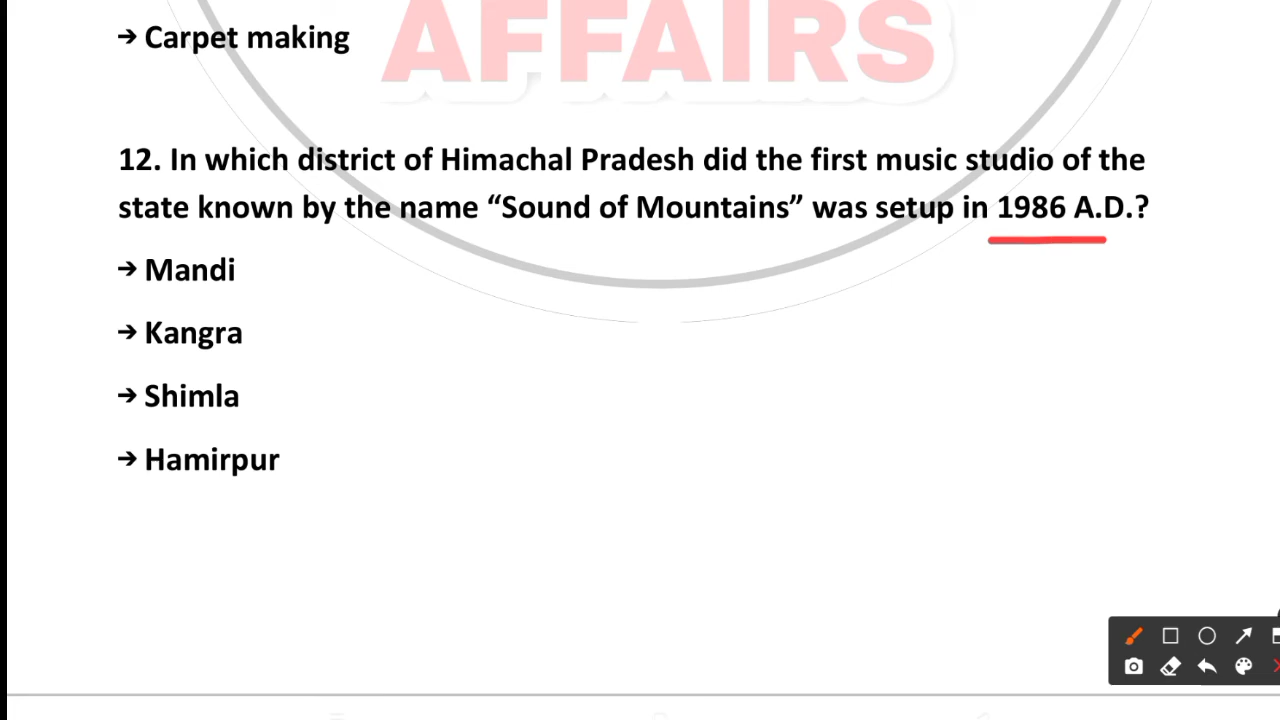 → Carpet making
AFFAIRS
12. In which district of Himachal Pradesh did the first music studio of the
state known by the name “Sound of Mountains” was setup in 1986 A.D.?
→ Mandi
→ Kangra
→ Shimla
→ Hamirpur